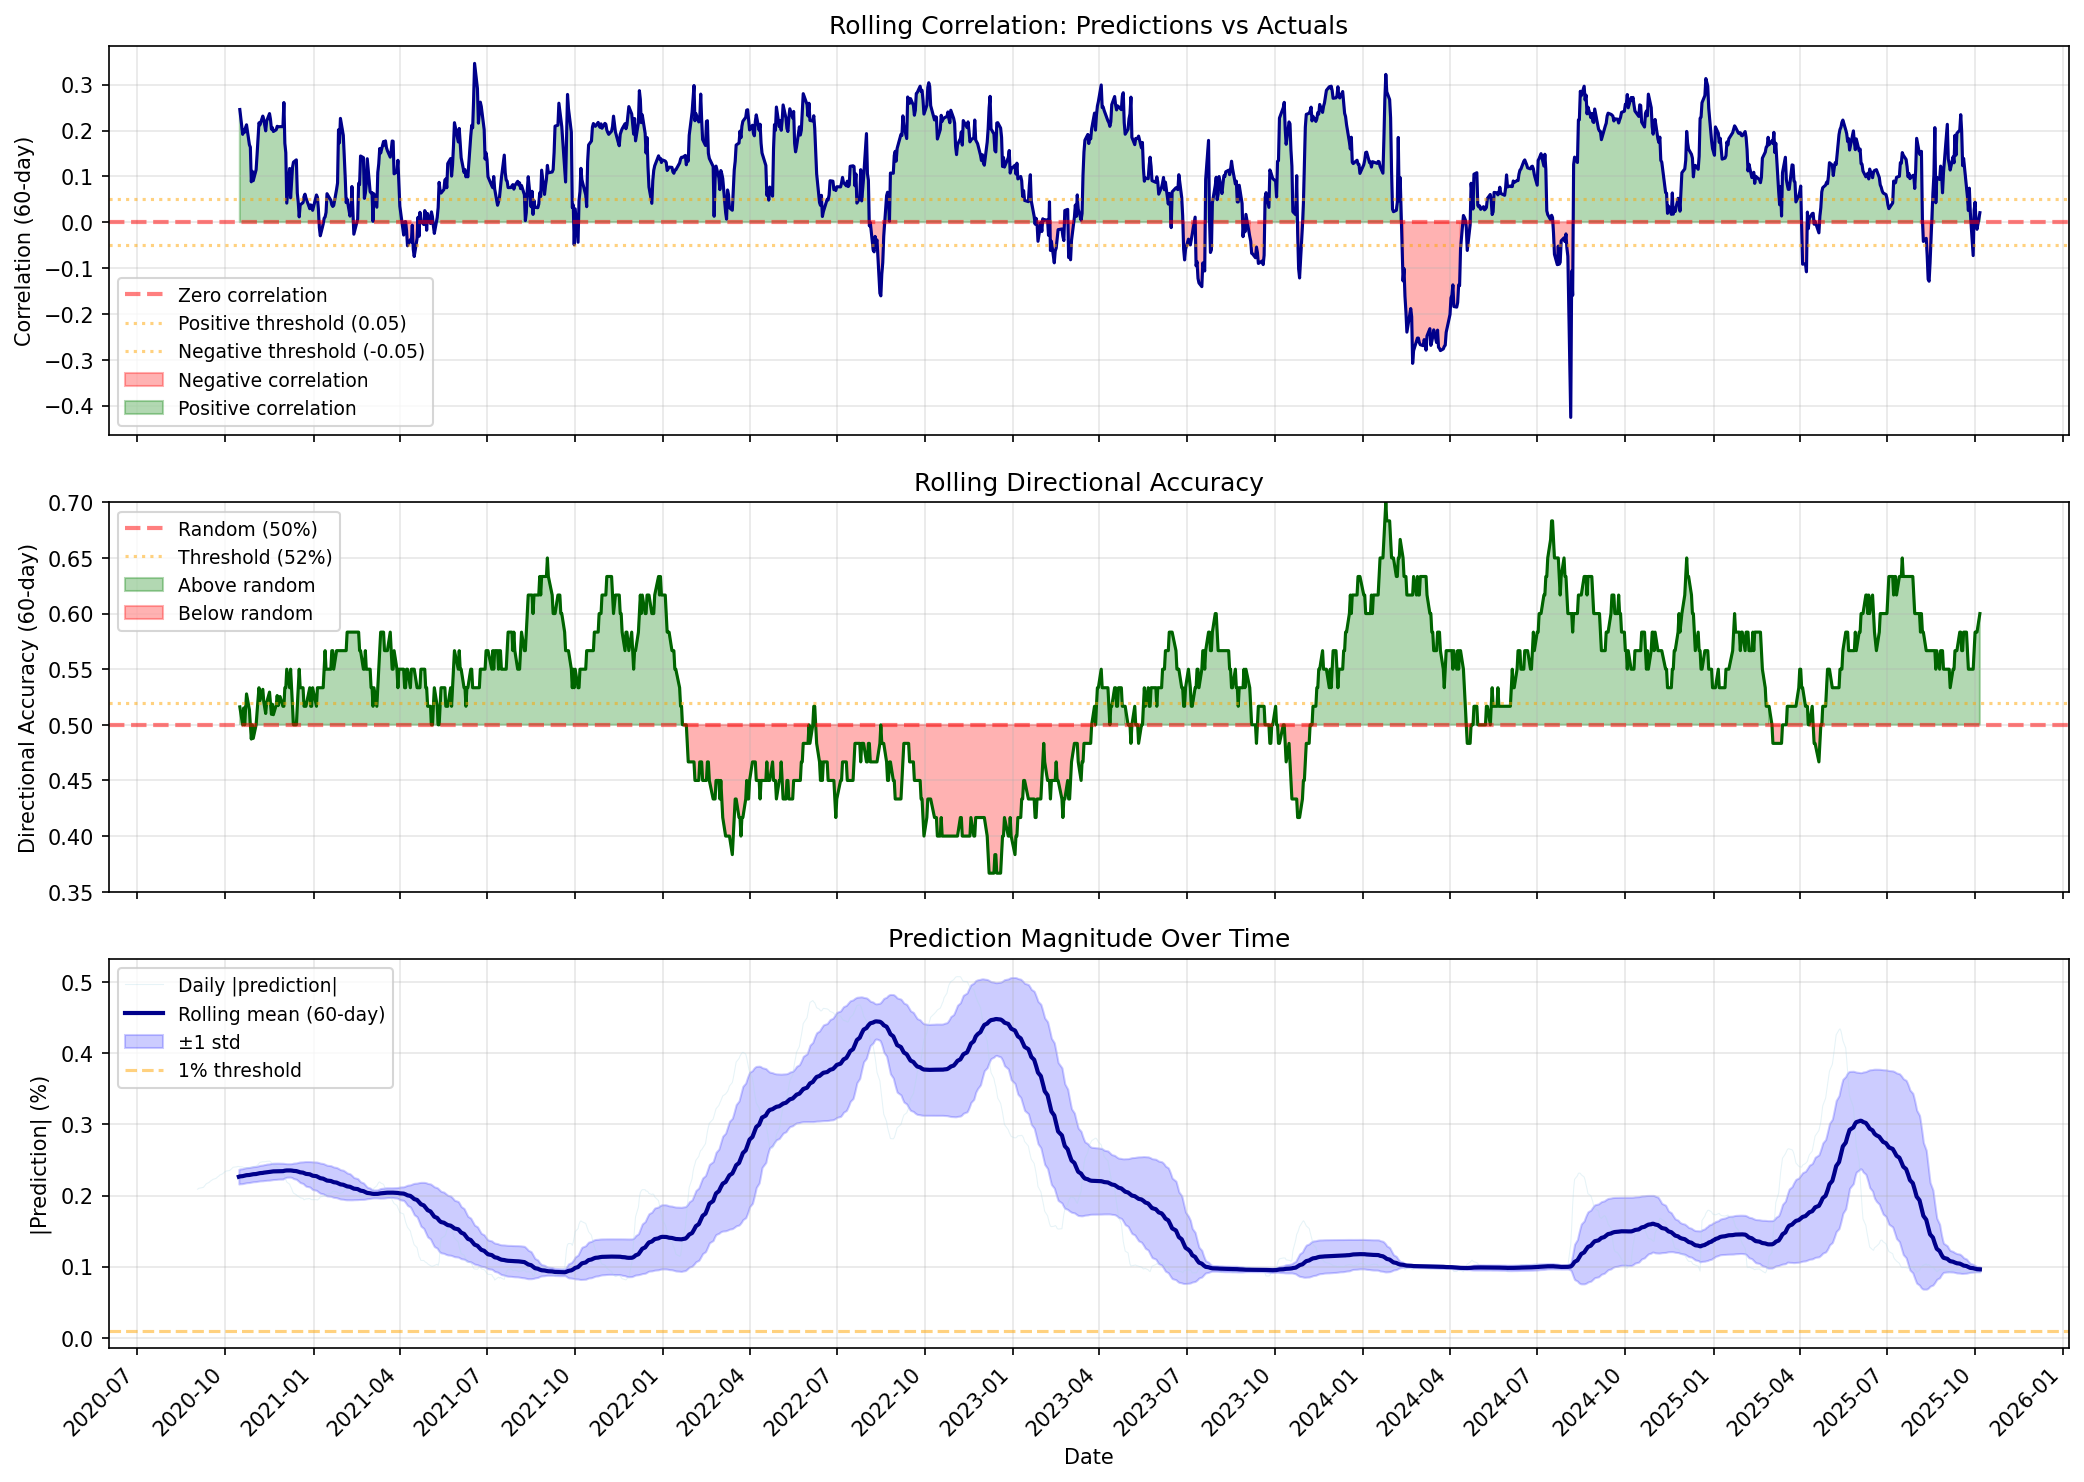 Rolling Correlation: Predictions vs Actuals
Correlation (60-day)
0.3
0.2
0.1
0.0
−0.1
−0.2
−0.3
−0.4
Zero correlation
Positive threshold (0.05)
Negative threshold (-0.05)
Negative correlation
Positive correlation
Rolling Directional Accuracy
Directional Accuracy (60-day)
0.70
0.65
0.60
0.55
0.50
0.45
0.40
0.35
Random (50%)
Threshold (52%)
Above random
Below random
Prediction Magnitude Over Time
|Prediction| (%)
0.5
0.4
0.3
0.2
0.1
0.0
Daily |prediction|
Rolling mean (60-day)
±1 std
1% threshold
2020-07
2020-10
2021-01
2021-04
2021-07
2021-10
2022-01
2022-04
2022-07
2022-10
2023-01
2023-04
2023-07
2023-10
2024-01
2024-04
2024-07
2024-10
2025-01
2025-04
2025-07
2025-10
2026-01
Date